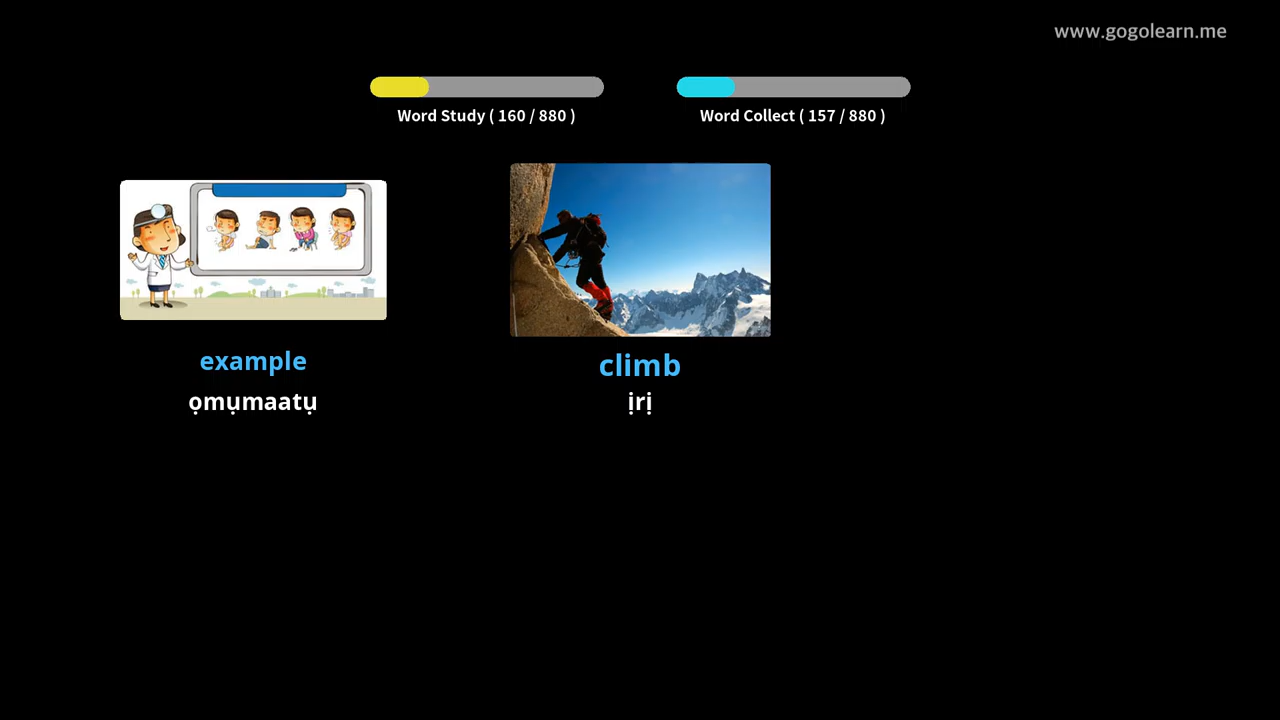 www.gogolearn.me
Word Study ( 160 / 880 )
Word Collect ( 157 / 880 )
example
ọmụmaatụ
climb
ịrị